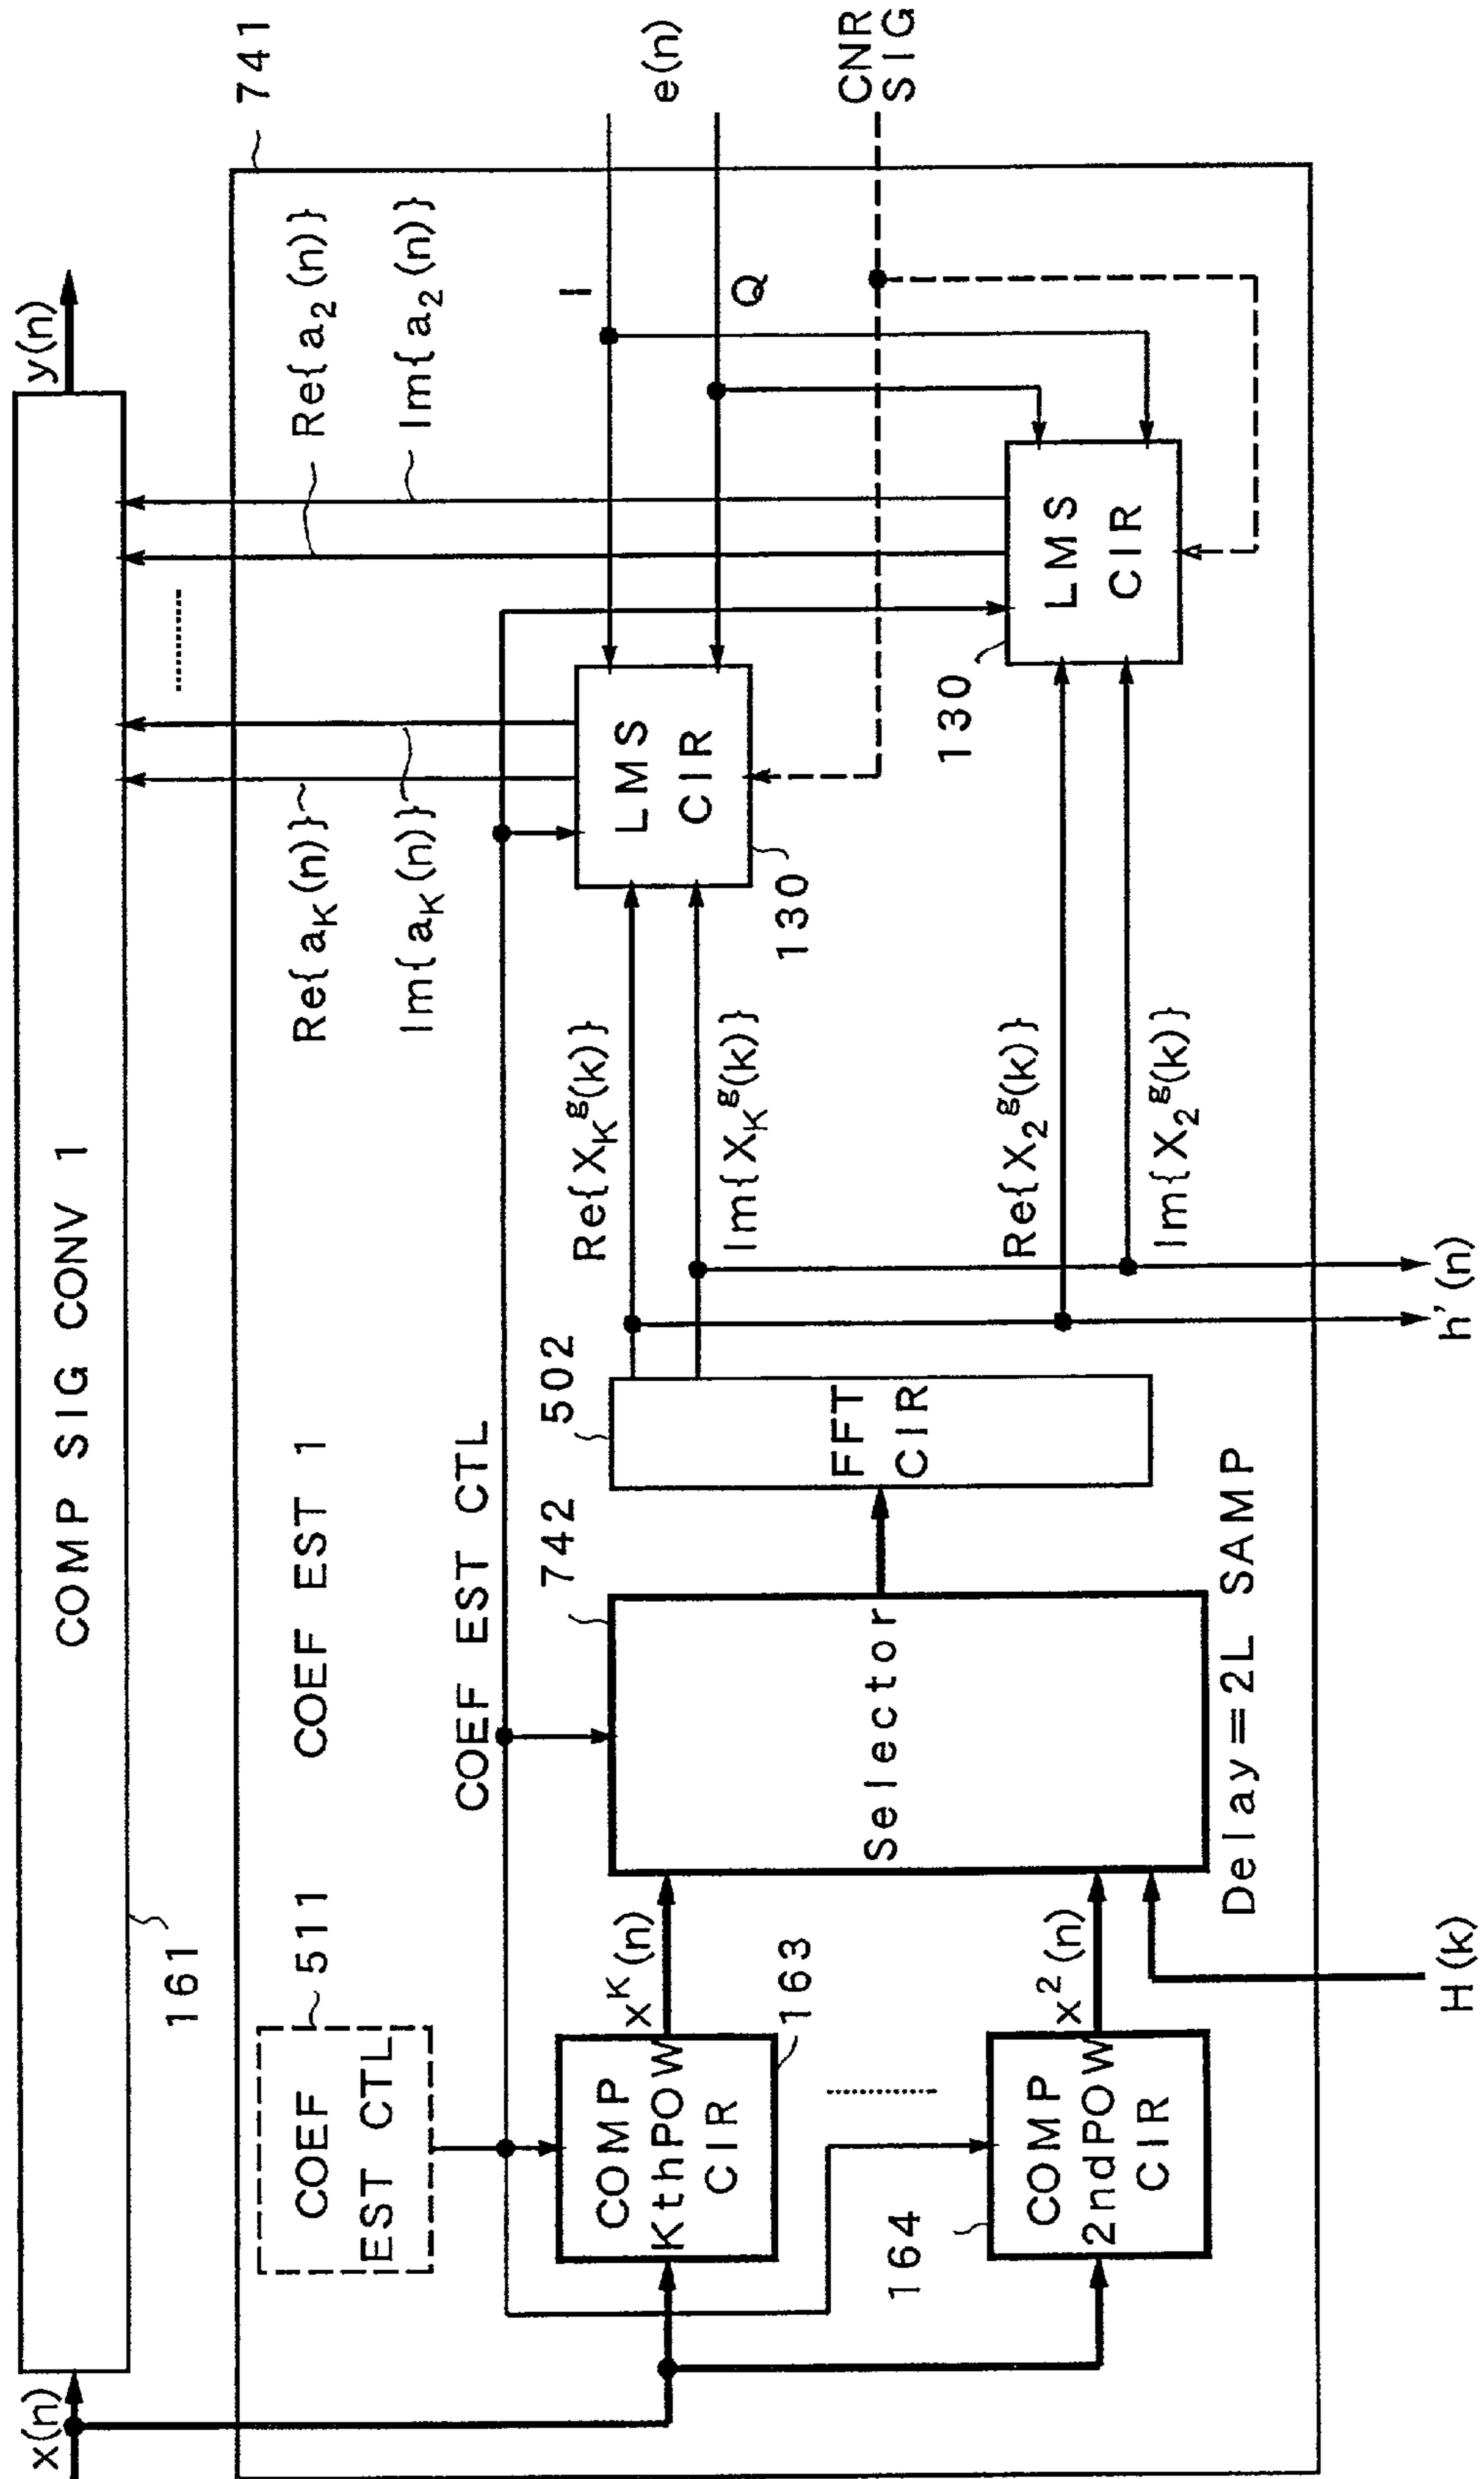 x(n)
COMP SIG CONV 1
y(n)
161
741
COEF
EST CTL
511
COEF EST 1
Re{aK(n)}
Im{aK(n)}
Re{a2(n)}
Im{a2(n)}
COEF EST CTL
COMP
KthPOW
CIR
xK(n)
163
COMP
2ndPOW
CIR
164
x2(n)
742
Selector
Delay=2L SAMP
502
FFT
CIR
Re{XKg(k)}
Im{XKg(k)}
Re{X2g(k)}
Im{X2g(k)}
LMS
CIR
130
LMS
CIR
130
I
Q
e(n)
CNR
SIG
H(k)
h'(n)